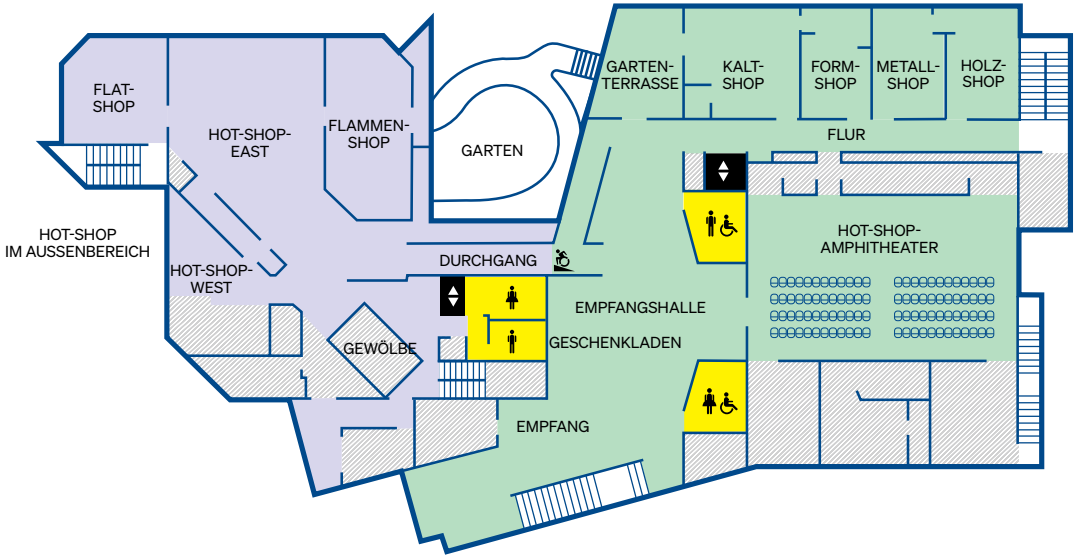 FLAT-
SHOP
HOT-SHOP-
EAST
FLAMMEN-
SHOP
GARTEN
GARTEN-
TERRASSE
KALT-
SHOP
FORM-
SHOP
METALL-
SHOP
HOLZ-
SHOP
FLUR
HOT-SHOP
IM AUSSENBEREICH
HOT-SHOP-
WEST
DURCHGANG
HOT-SHOP-
AMPHITHEATER
EMPFANGSHALLE
GESCHENKLADEN
GEWÖLBE
EMPFANG